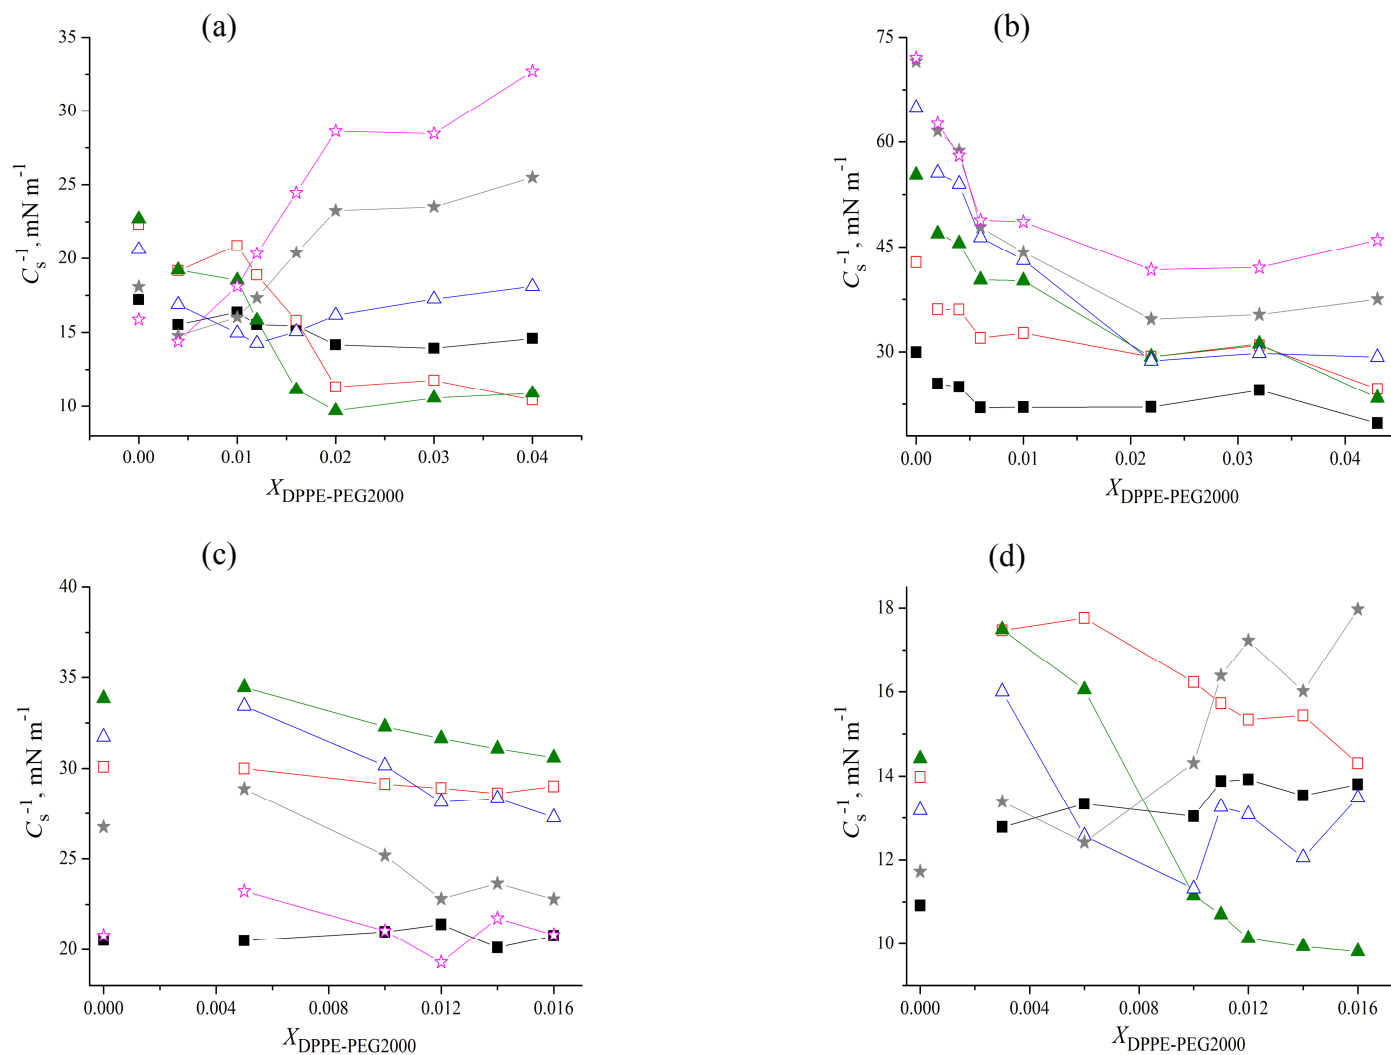 (a)
35
30
25
20
15
10
C_s^-1, mN m^-1
0.00 0.01 0.02 0.03 0.04
X_DPPE-PEG2000
(b)
75
60
45
30
C_s^-1, mN m^-1
0.00 0.01 0.02 0.03 0.04
X_DPPE-PEG2000
(c)
40
35
30
25
20
C_s^-1, mN m^-1
0.000 0.004 0.008 0.012 0.016
X_DPPE-PEG2000
(d)
18
16
14
12
10
C_s^-1, mN m^-1
0.000 0.004 0.008 0.012 0.016
X_DPPE-PEG2000